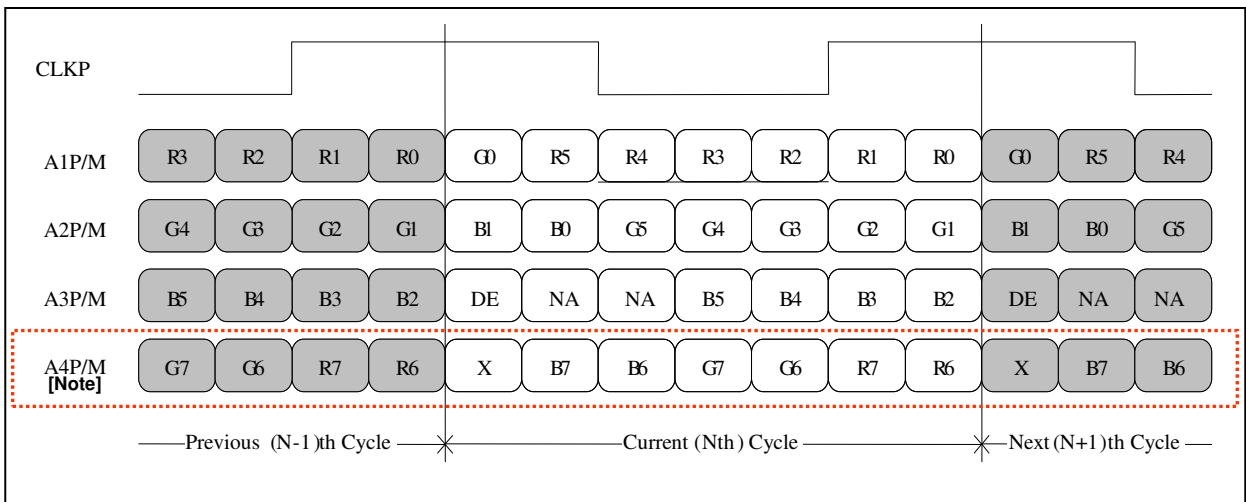 CLKP
A1P/M R3 R2 R1 R0 G0 R5 R4 R3 R2 R1 R0 G0 R5 R4
A2P/M G4 G3 G2 G1 B1 B0 G5 G4 G3 G2 G1 B1 B0 G5
A3P/M B5 B4 B3 B2 DE NA NA B5 B4 B3 B2 DE NA NA
A4P/M G7 G6 R7 R6 X B7 B6 G7 G6 R7 R6 X B7 B6
[Note]
Previous (N-1)th Cycle Current (Nth) Cycle Next (N+1)th Cycle